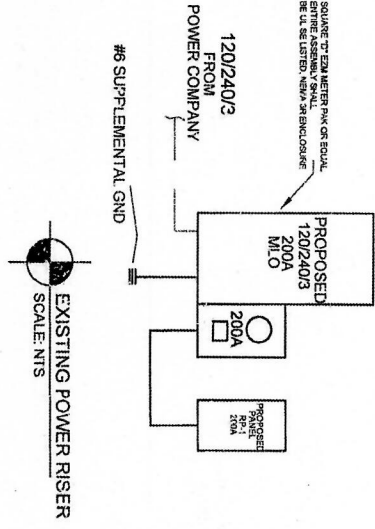 SQUARE "D" EZM METER PAK OR EQUAL
ENTIRE ASSEMBLY SHALL
BE UL SE LISTED, NEMA 3R ENCLOSURE
120/240/3
FROM
POWER COMPANY
#6 SUPPLEMENTAL GND
PROPOSED
120/240/3
200A
MLO
200A
PROPOSED
PANEL
RP-1
200A
EXISTING POWER RISER
SCALE: NTS